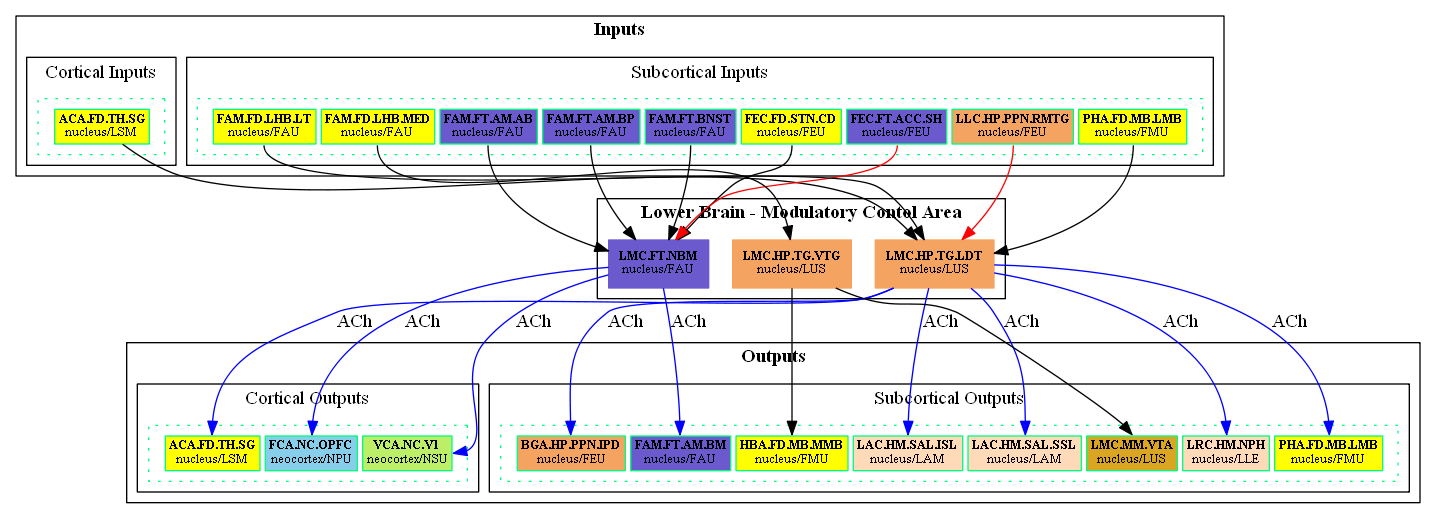 Inputs
Cortical Inputs
Subcortical Inputs
ACA.FD.TH.SG
nucleus/LSM
FAM.FD.LHB.LT
nucleus/FAU
FAM.FD.LHB.MED
nucleus/FAU
FAM.FT.AM.AB
nucleus/FAU
FAM.FT.AM.BP
nucleus/FAU
FAM.FT.BNST
nucleus/FAU
FEC.FD.STN.CD
nucleus/FEU
FEC.FT.ACC.SH
nucleus/FEU
LLC.HP.PPN.RMTG
nucleus/FEU
PHA.FD.MB.LMB
nucleus/FMU
Lower Brain - Modulatory Contol Area
LMC.FT.NBM
nucleus/FAU
LMC.HP.TG.VTG
nucleus/LUS
LMC.HP.TG.LDT
nucleus/LUS
ACh
ACh
ACh
ACh
ACh
ACh
ACh
ACh
ACh
Outputs
Cortical Outputs
Subcortical Outputs
ACA.FD.TH.SG
nucleus/LSM
FCA.NC.OPFC
neocortex/NPU
VCA.NC.V1
neocortex/NSU
BGA.HP.PPN.IPD
nucleus/FEU
FAM.FT.AM.BM
nucleus/FAU
HBA.FD.MB.MMB
nucleus/FMU
LAC.HM.SAL.ISL
nucleus/LAM
LAC.HM.SAL.SSL
nucleus/LAM
LMC.MM.VTA
nucleus/LUS
LRC.HM.NPH
nucleus/LLE
PHA.FD.MB.LMB
nucleus/FMU